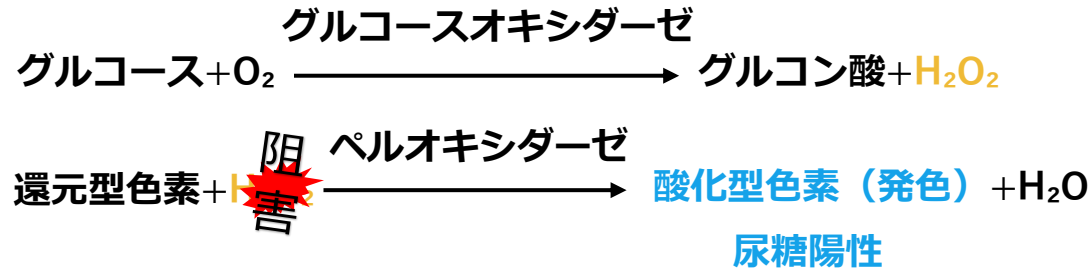 グルコースオキシダーゼ
グルコース+O₂ グルコン酸+H₂O₂
阻害
ペルオキシダーゼ
還元型色素+H 2 酸化型色素（発色）+H₂O
尿糖陽性